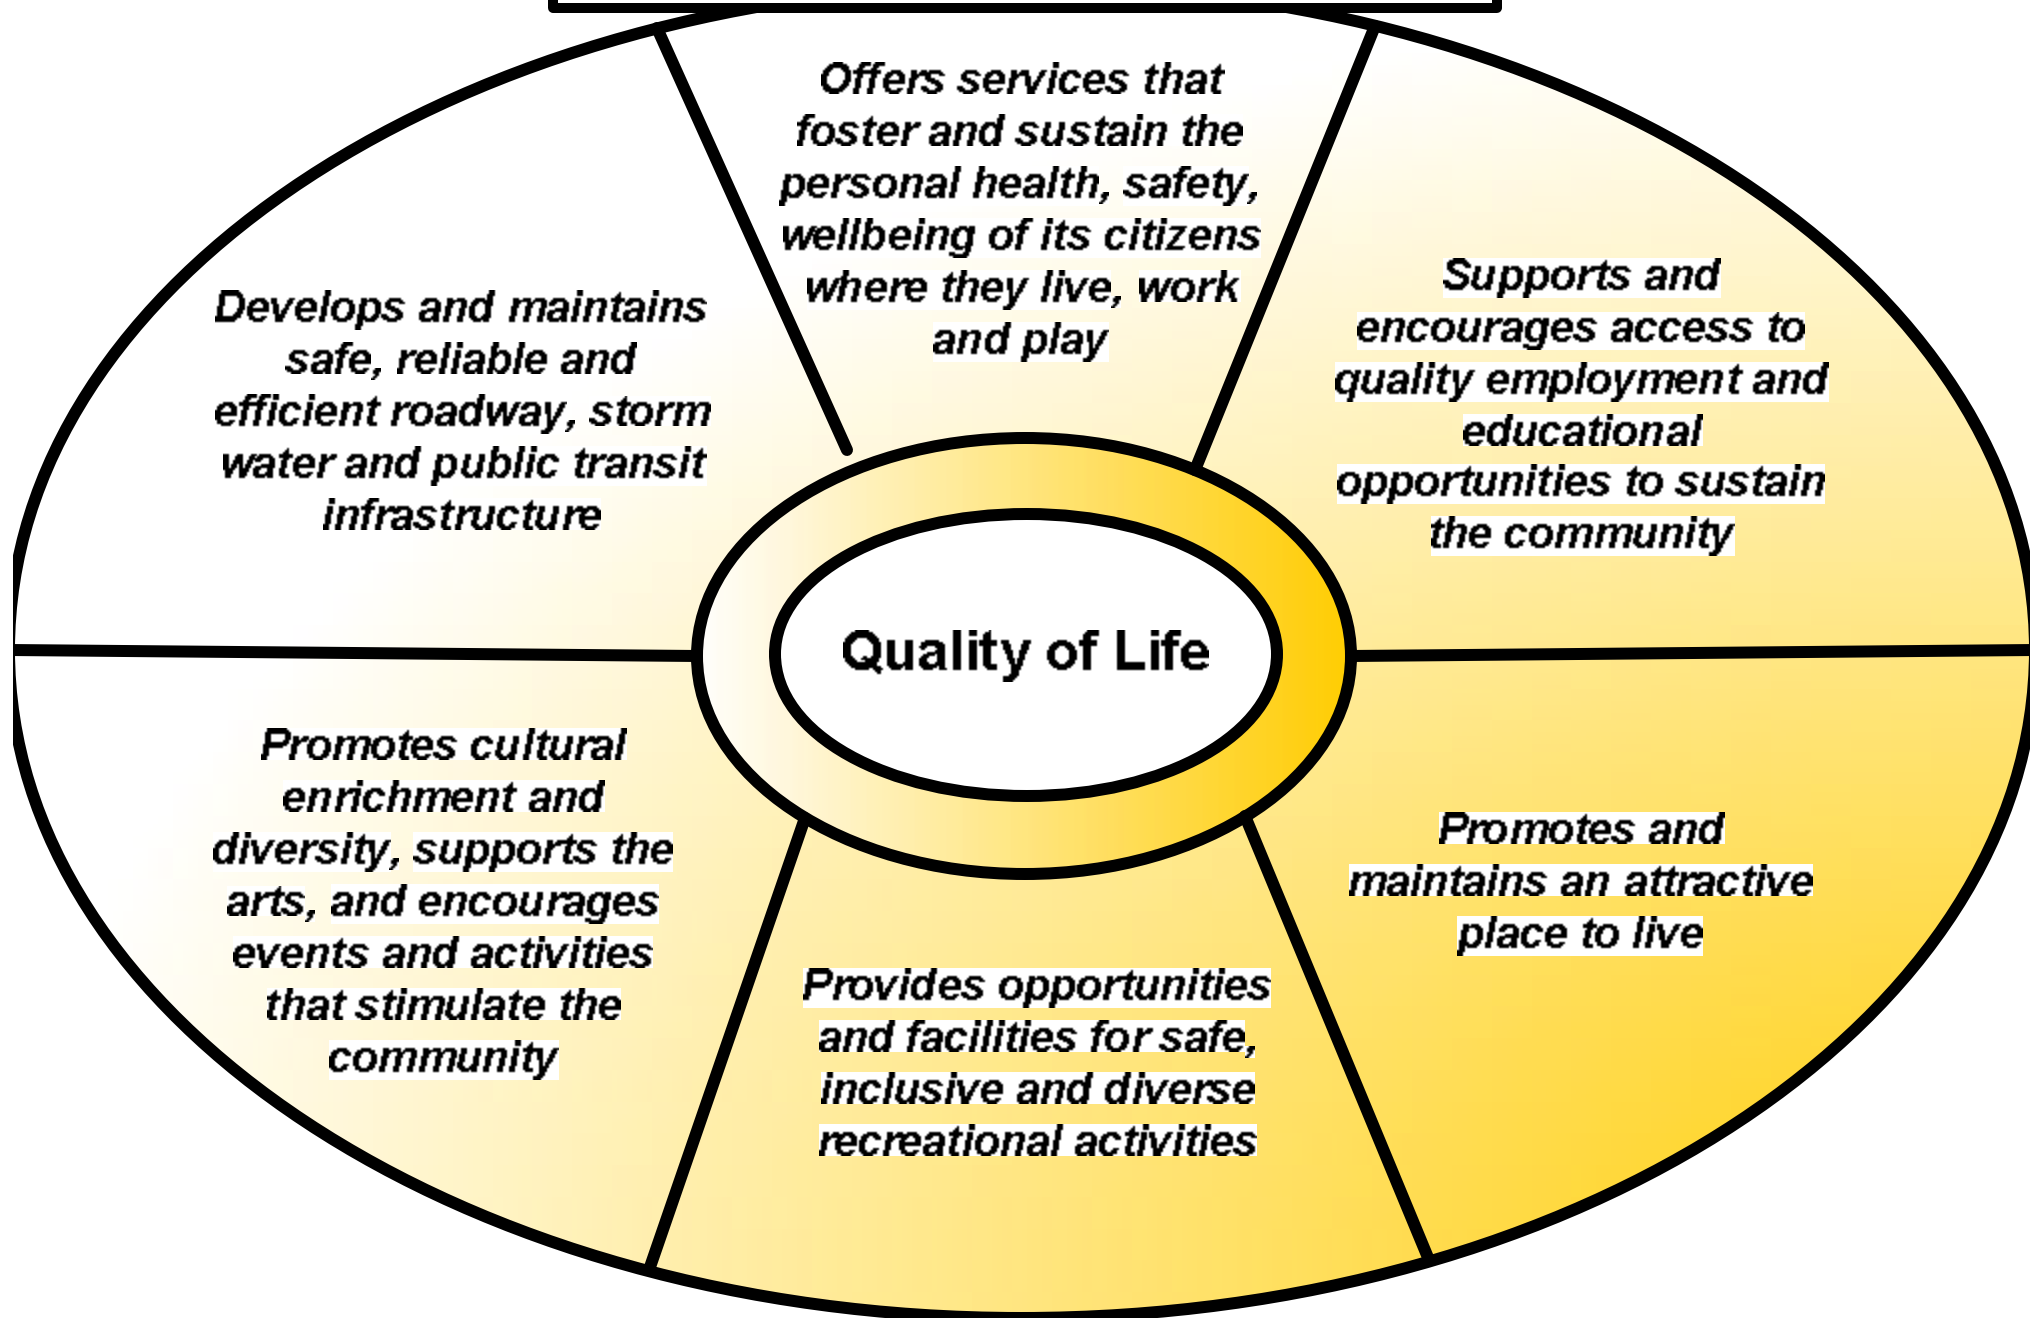 Offers services that
foster and sustain the
personal health, safety,
wellbeing of its citizens
where they live, work
and play
Supports and
encourages access to
quality employment and
educational
opportunities to sustain
the community
Develops and maintains
safe, reliable and
efficient roadway, storm
water and public transit
infrastructure
Quality of Life
Promotes cultural
enrichment and
diversity, supports the
arts, and encourages
events and activities
that stimulate the
community
Promotes and
maintains an attractive
place to live
Provides opportunities
and facilities for safe,
inclusive and diverse
recreational activities